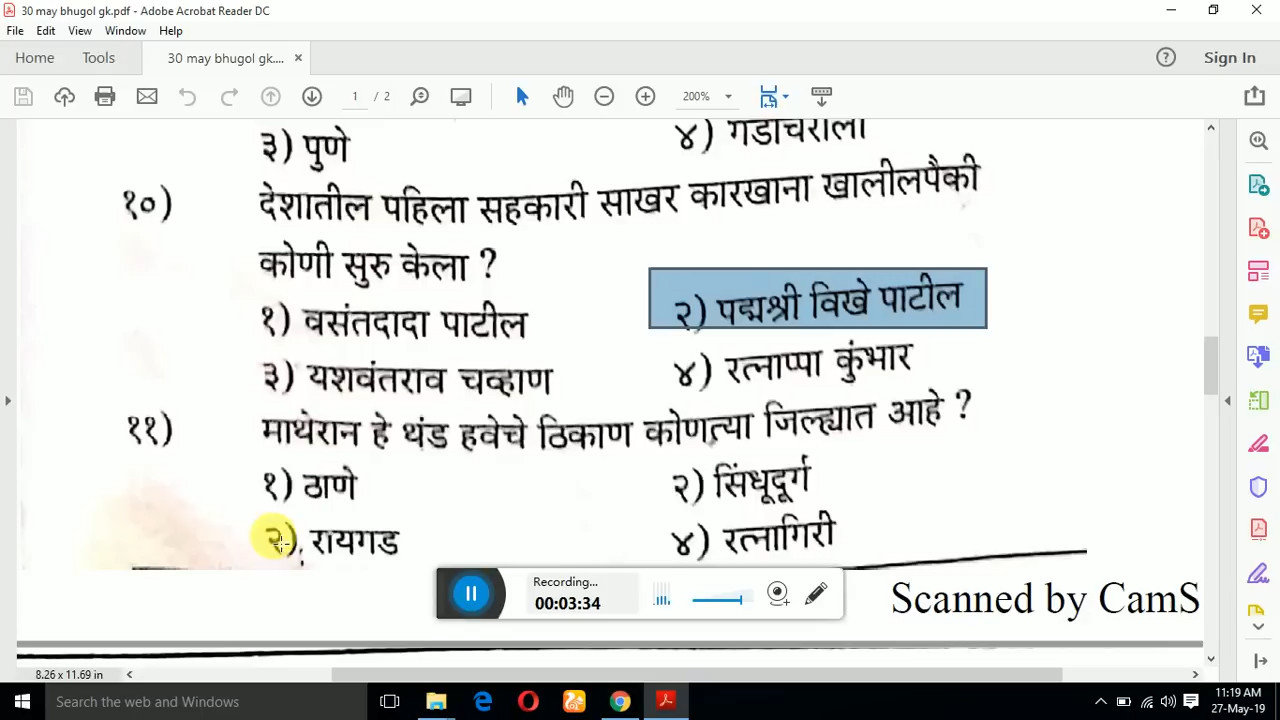 30 may bhugol gk.pdf - Adobe Acrobat Reader DC
File Edit View Window Help
Home Tools 30 may bhugol gk.... × Sign In
1 / 2 200%
३) पुणे ४) गडाचराला
१०) देशातील पहिला सहकारी साखर कारखाना खालीलपैकी
कोणी सुरु केला ?
१) वसंतदादा पाटील २) पद्मश्री विखे पाटील
३) यशवंतराव चव्हाण ४) रत्नाप्पा कुंभार
११) माथेरान हे थंड हवेचे ठिकाण कोणत्या जिल्ह्यात आहे ?
१) ठाणे २) सिंधूदूर्ग
२) रायगड ४) रत्नागिरी
Recording...
00:03:34
Scanned by CamS
8.26 x 11.69 in
Search the web and Windows
11:19 AM
27-May-19